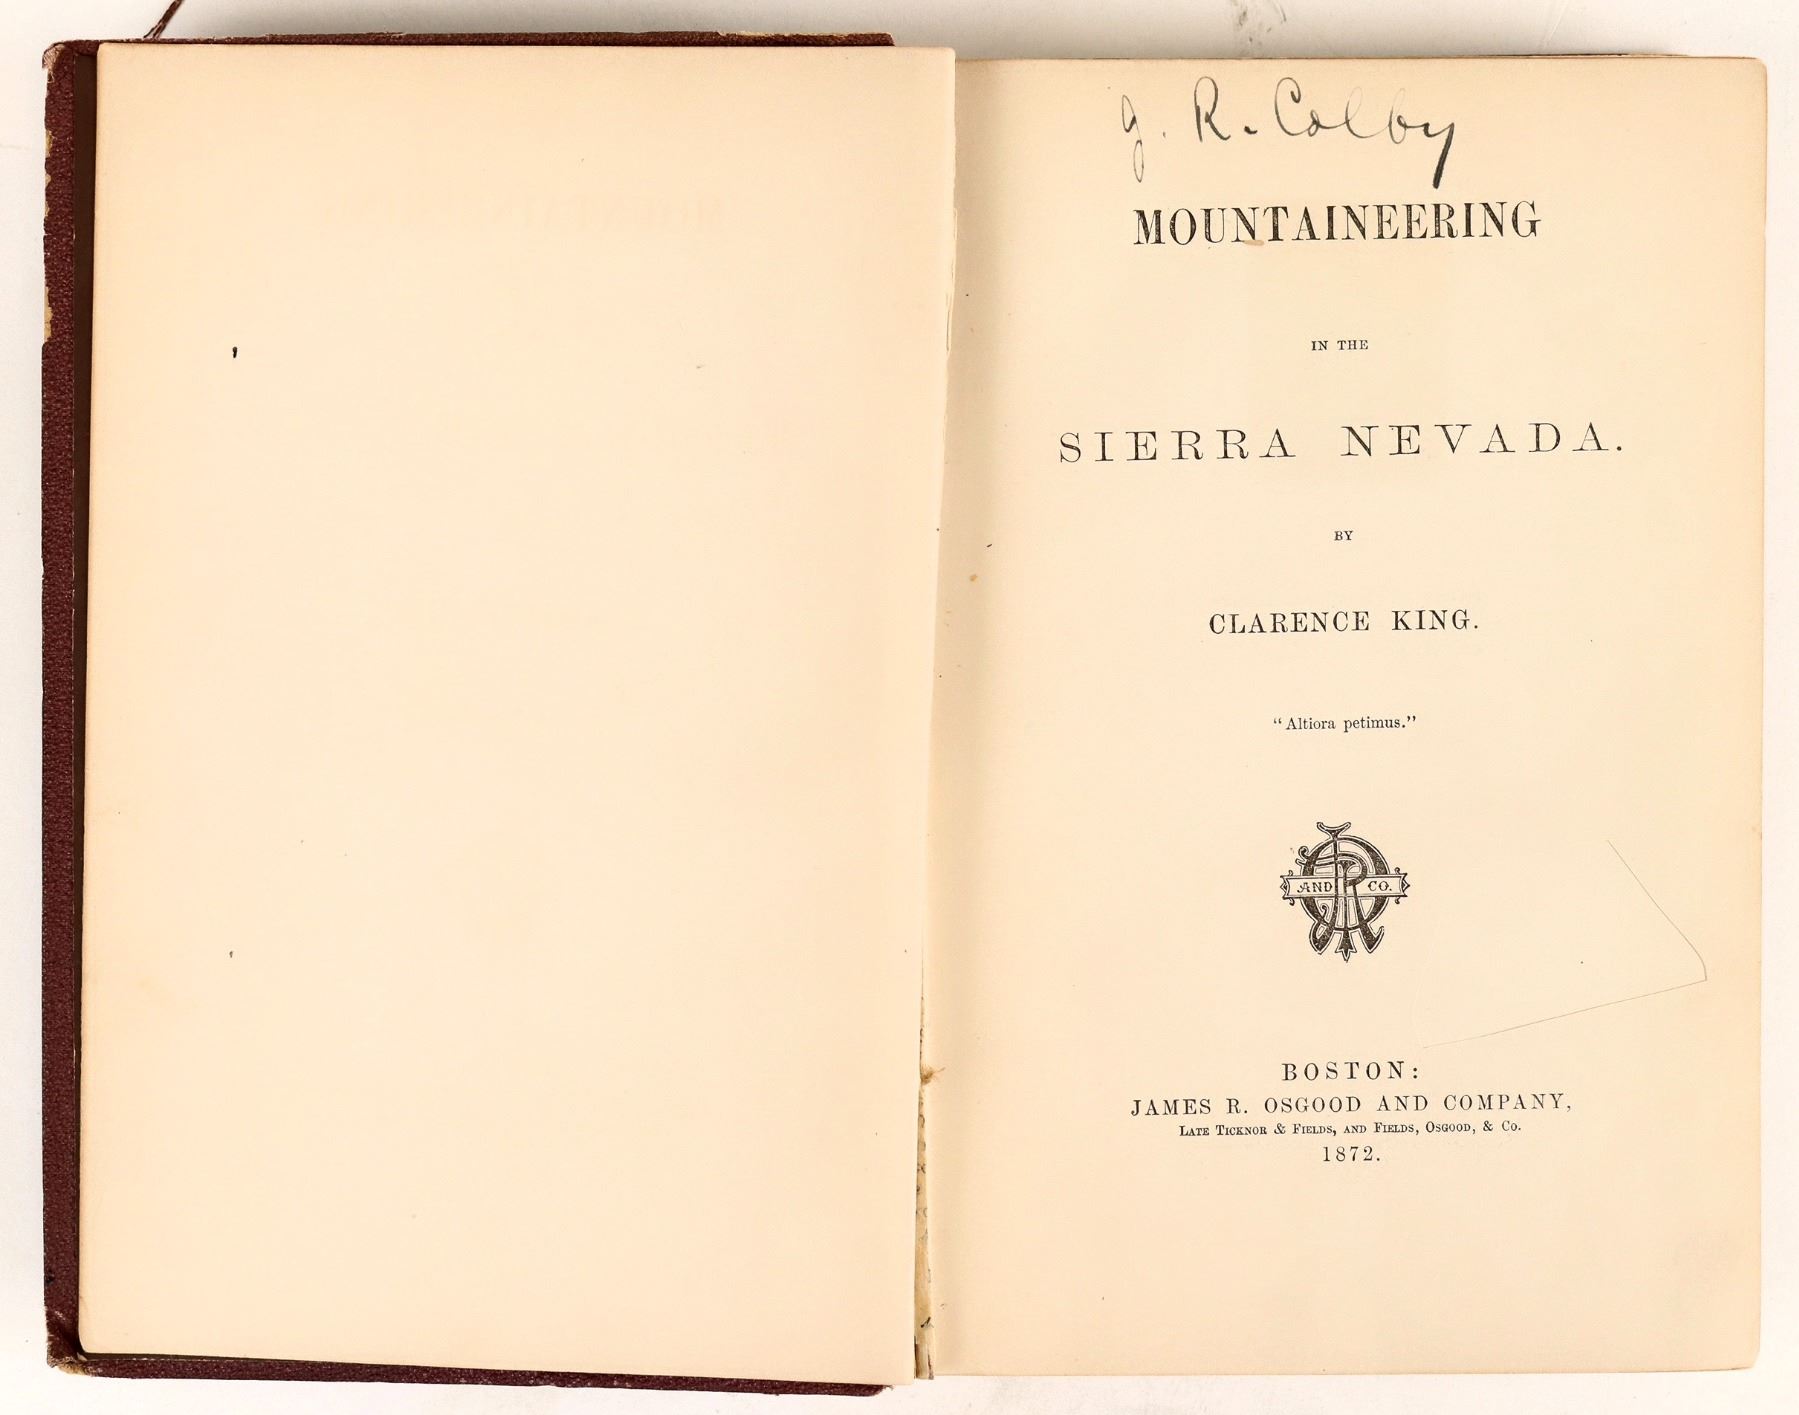 J. R. Colby
MOUNTAINEERING
IN THE
SIERRA NEVADA.
BY
CLARENCE KING.
"Altiora petimus."
AND CO.
BOSTON:
JAMES R. OSGOOD AND COMPANY,
LATE TICKNOR & FIELDS, AND FIELDS, OSGOOD, & CO.
1872.